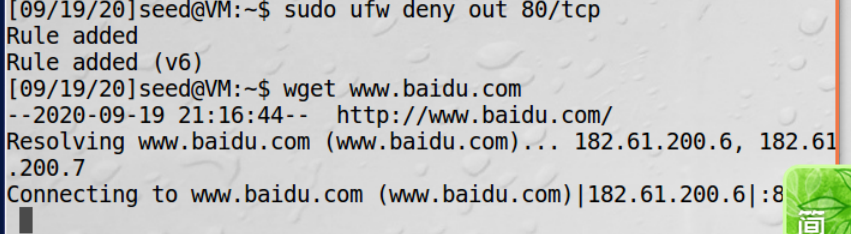 [09/19/20]seed@VM:~$ sudo ufw deny out 80/tcp
Rule added
Rule added (v6)
[09/19/20]seed@VM:~$ wget www.baidu.com
--2020-09-19 21:16:44--  http://www.baidu.com/
Resolving www.baidu.com (www.baidu.com)... 182.61.200.6, 182.61
.200.7
Connecting to www.baidu.com (www.baidu.com)|182.61.200.6|:8
简